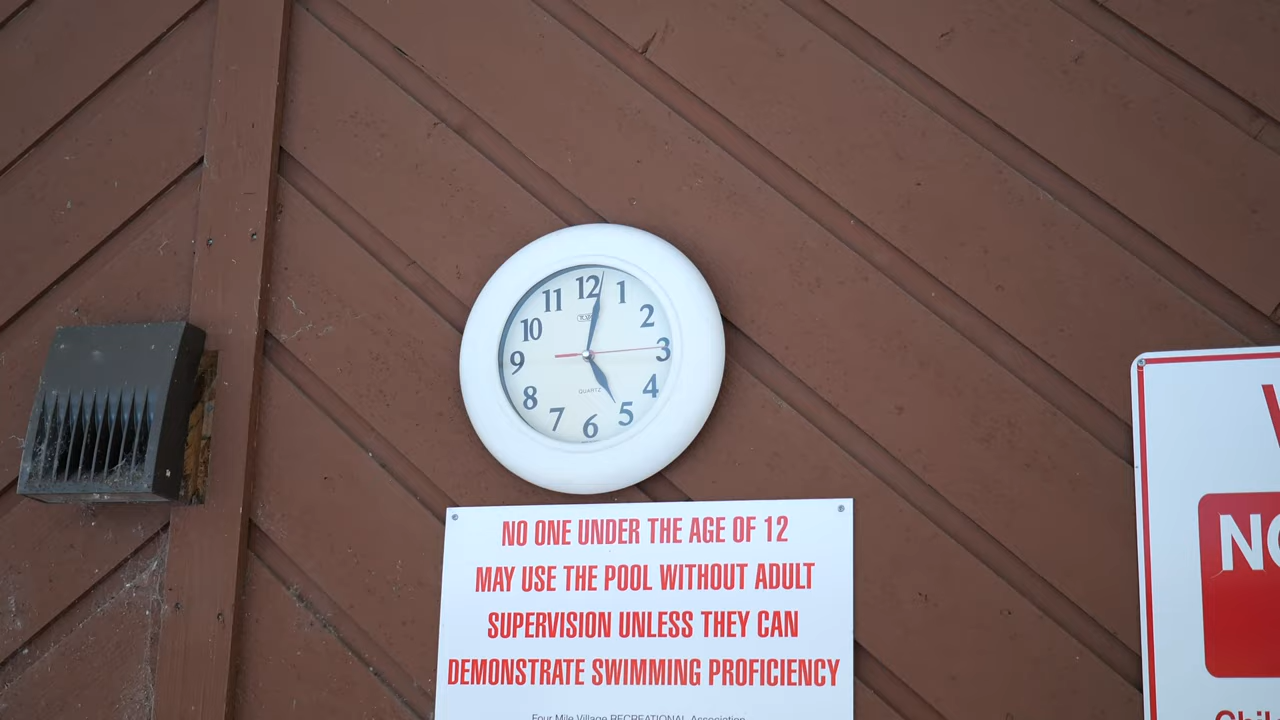 12
1
2
3
4
5
6
7
8
9
10
11
QUARTZ
NO ONE UNDER THE AGE OF 12
MAY USE THE POOL WITHOUT ADULT
SUPERVISION UNLESS THEY CAN
DEMONSTRATE SWIMMING PROFICIENCY
Four Mile Village RECREATIONAL Association
NO